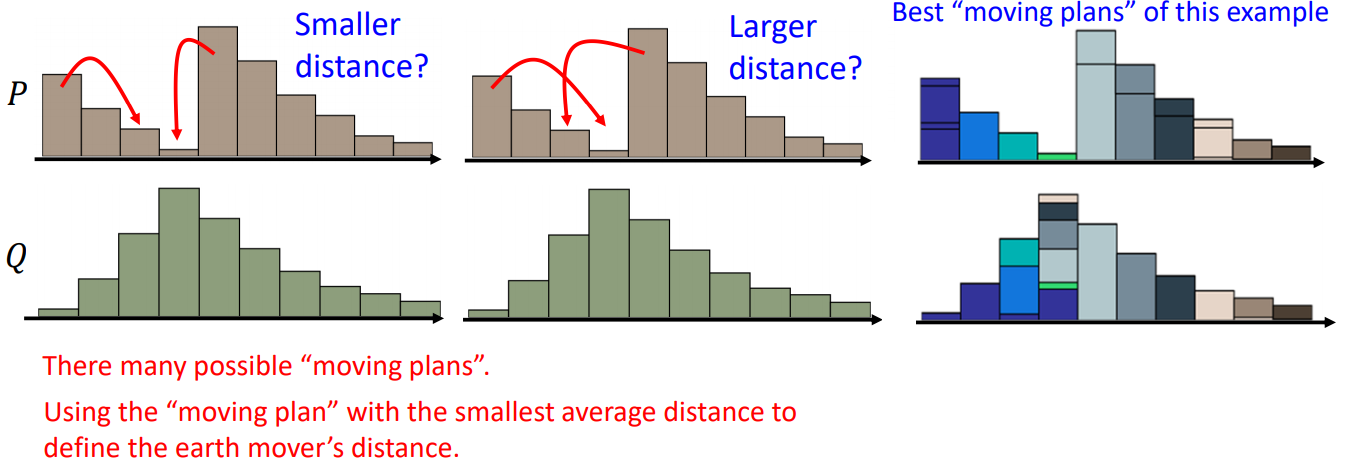 Smaller
distance?
Larger
distance?
Best “moving plans” of this example
P
Q
There many possible “moving plans”.
Using the “moving plan” with the smallest average distance to
define the earth mover’s distance.